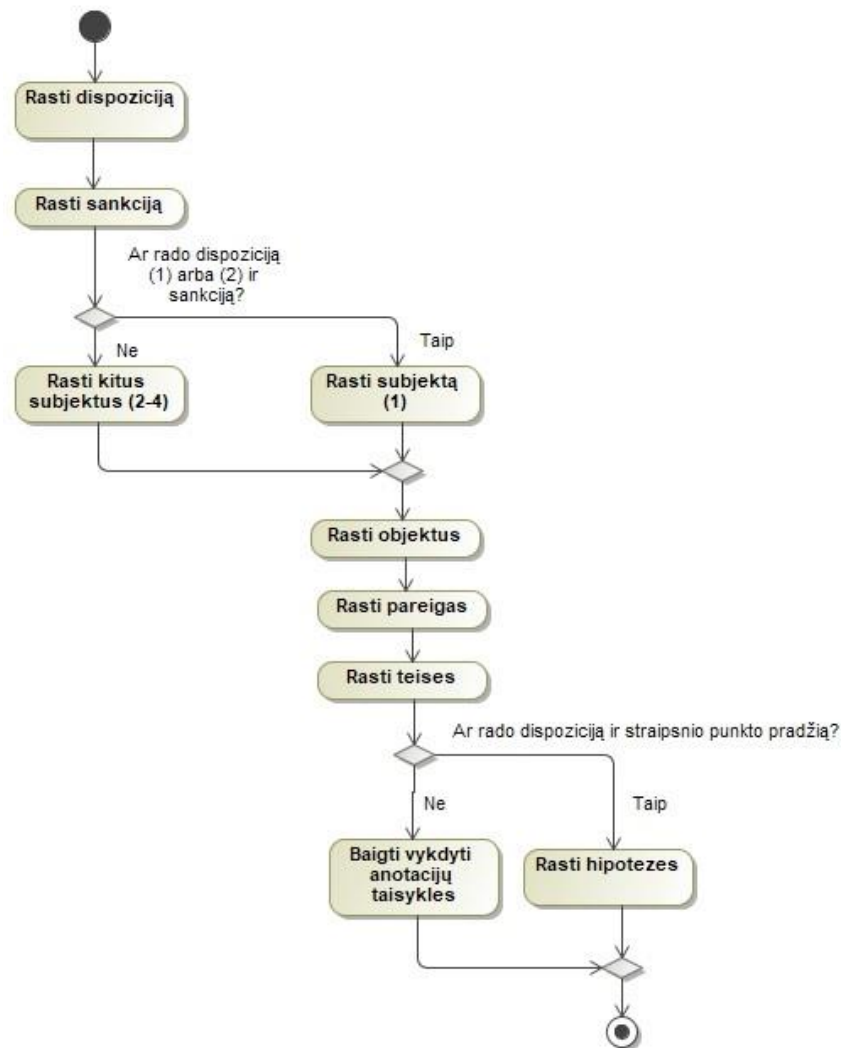 Rasti dispoziciją
Rasti sankciją
Ar rado dispoziciją
(1) arba (2) ir
sankciją?
Ne
Taip
Rasti kitus
subjektus (2-4)
Rasti subjektą
(1)
Rasti objektus
Rasti pareigas
Rasti teises
Ar rado dispoziciją ir straipsnio punkto pradžią?
Ne
Taip
Baigti vykdyti
anotacijų
taisykles
Rasti hipotezes